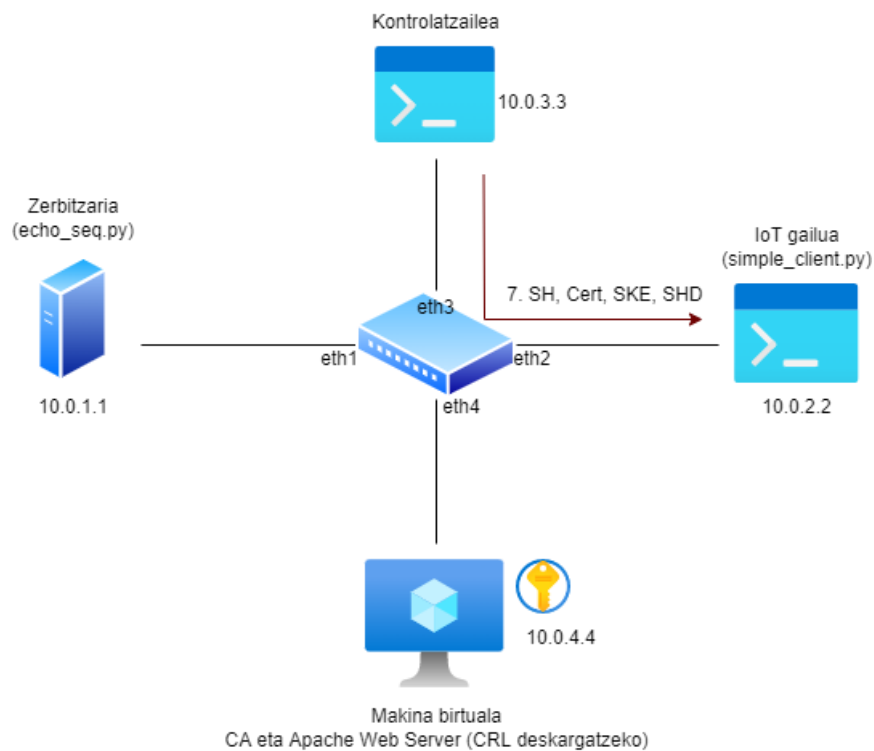 Kontrolatzailea
10.0.3.3
Zerbitzaria
(echo_seq.py)
IoT gailua
(simple_client.py)
7. SH, Cert, SKE, SHD
eth3
eth1
eth2
eth4
10.0.1.1
10.0.2.2
10.0.4.4
Makina birtuala
CA eta Apache Web Server (CRL deskargatzeko)